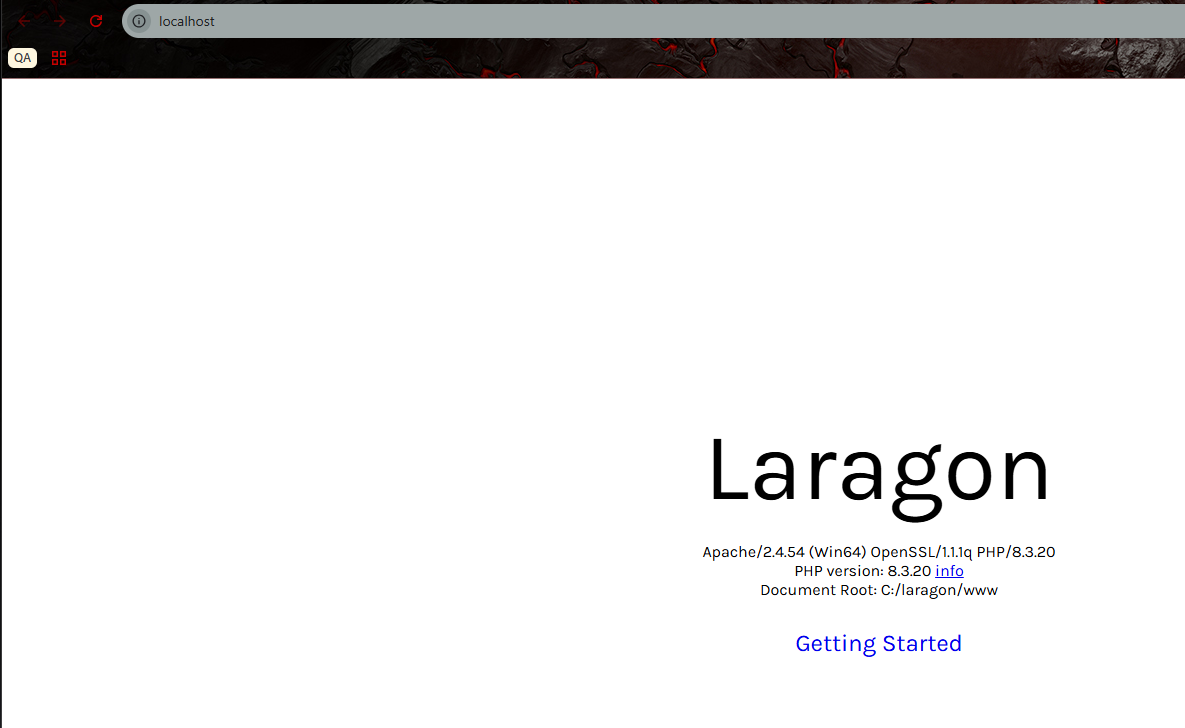 localhost
QA
Laragon
Apache/2.4.54 (Win64) OpenSSL/1.1.1q PHP/8.3.20
PHP version: 8.3.20 info
Document Root: C:/laragon/www
Getting Started